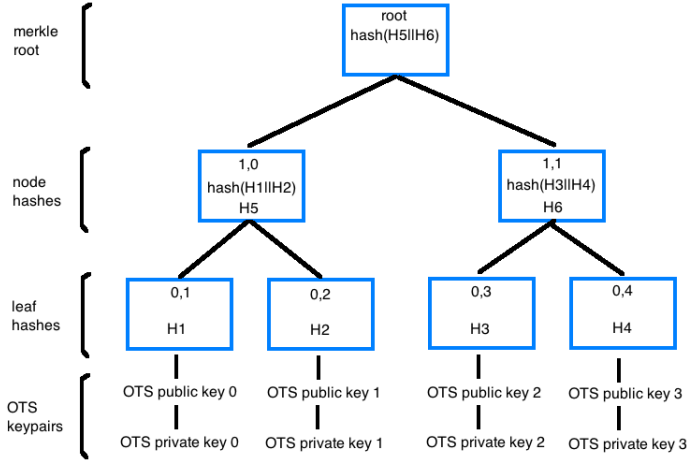 merkle
root
root
hash(H5||H6)
node
hashes
1,0
hash(H1||H2)
H5
1,1
hash(H3||H4)
H6
leaf
hashes
0,1
H1
0,2
H2
0,3
H3
0,4
H4
OTS
keypairs
OTS public key 0
OTS public key 1
OTS public key 2
OTS public key 3
OTS private key 0
OTS private key 1
OTS private key 2
OTS private key 3